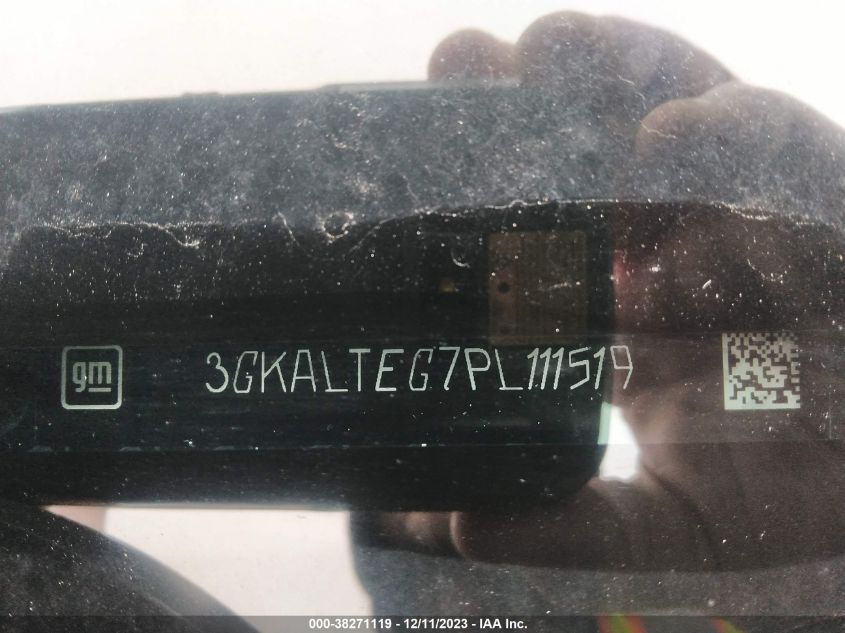 gm
3GKALTEG7PL111519
000-38271119 - 12/11/2023 - IAA Inc.